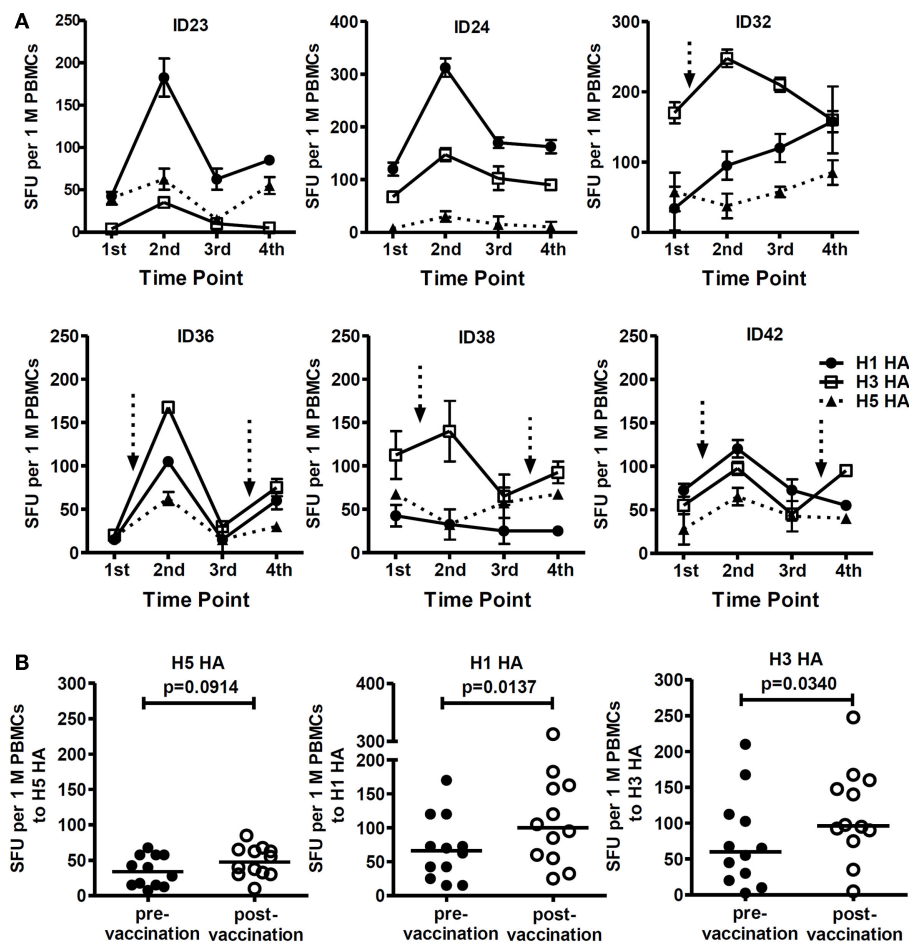 A
ID23
SFU per 1 M PBMCs
250
200
150
100
50
0
1st 2nd 3rd 4th
Time Point
ID24
SFU per 1 M PBMCs
400
300
200
100
0
1st 2nd 3rd 4th
Time Point
ID32
SFU per 1 M PBMCs
300
200
100
0
1st 2nd 3rd 4th
Time Point
ID36
SFU per 1 M PBMCs
250
200
150
100
50
0
1st 2nd 3rd 4th
Time Point
ID38
SFU per 1 M PBMCs
250
200
150
100
50
0
1st 2nd 3rd 4th
Time Point
ID42
SFU per 1 M PBMCs
250
200
150
100
50
0
1st 2nd 3rd 4th
Time Point
H1 HA
H3 HA
H5 HA
B
H5 HA
p=0.0914
SFU per 1 M PBMCs
to H5 HA
300
250
200
150
100
50
0
pre-
vaccination
post-
vaccination
H1 HA
p=0.0137
SFU per 1 M PBMCs
to H1 HA
400
300
200
150
100
50
0
pre-
vaccination
post-
vaccination
H3 HA
p=0.0340
SFU per 1 M PBMCs
to H3 HA
300
250
200
150
100
50
0
pre-
vaccination
post-
vaccination